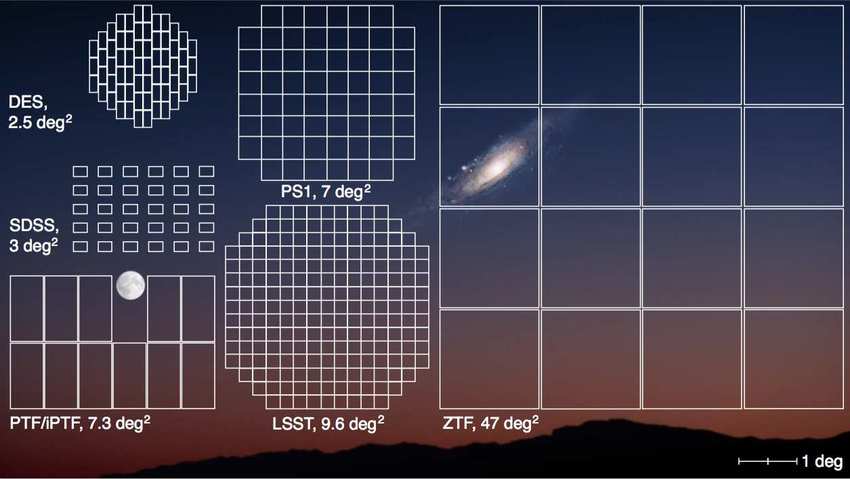 DES,
2.5 deg²
PS1, 7 deg²
SDSS,
3 deg²
PTF/iPTF, 7.3 deg²
LSST, 9.6 deg²
ZTF, 47 deg²
1 deg